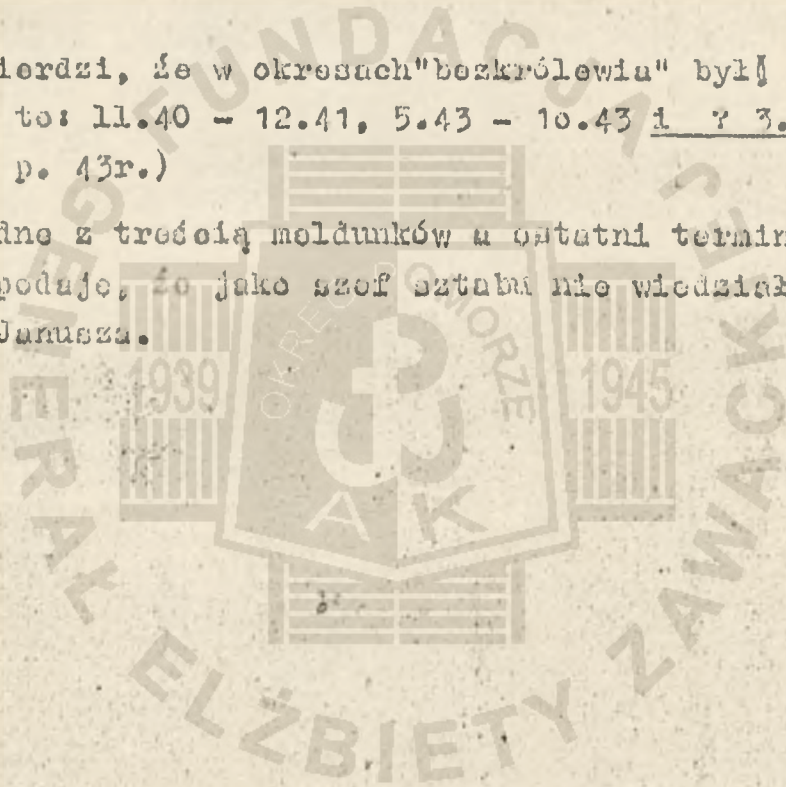 ierdzi, że w okresach"bezkrólewia" był
to: 11.40 - 12.41, 5.43 - 10.43 i ? 3.
p. 43r.)
dne z treścią meldunków a ostatni termin
podaje, że jako szef sztabu nie wiedział
Janusza.
FUNDACJA
GENERAŁ ELŻBIETY ZAWACKIEJ
OKRĘG POMORZE
1939
1945
AK